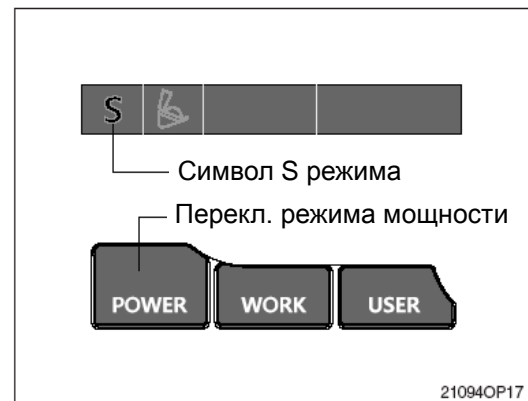 S
Символ S режима
Перекл. режима мощности
POWER WORK USER
21094OP17